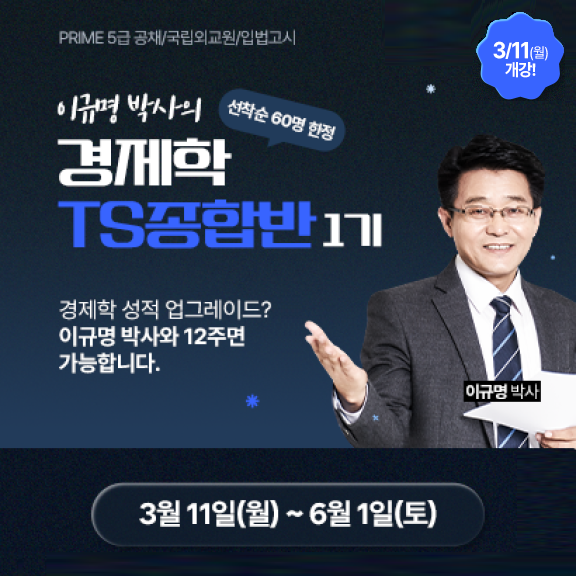 PRIME 5급 공채/국립외교원/입법고시
3/11(월)
개강!
이규명 박사의
선착순 60명 한정
경제학
TS종합반 1기
경제학 성적 업그레이드?
이규명 박사와 12주면
가능합니다.
이규명 박사
3월 11일(월) ~ 6월 1일(토)